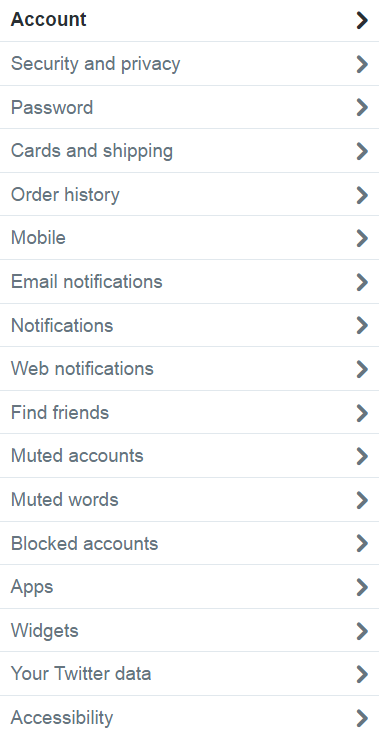 Account
Security and privacy
Password
Cards and shipping
Order history
Mobile
Email notifications
Notifications
Web notifications
Find friends
Muted accounts
Muted words
Blocked accounts
Apps
Widgets
Your Twitter data
Accessibility